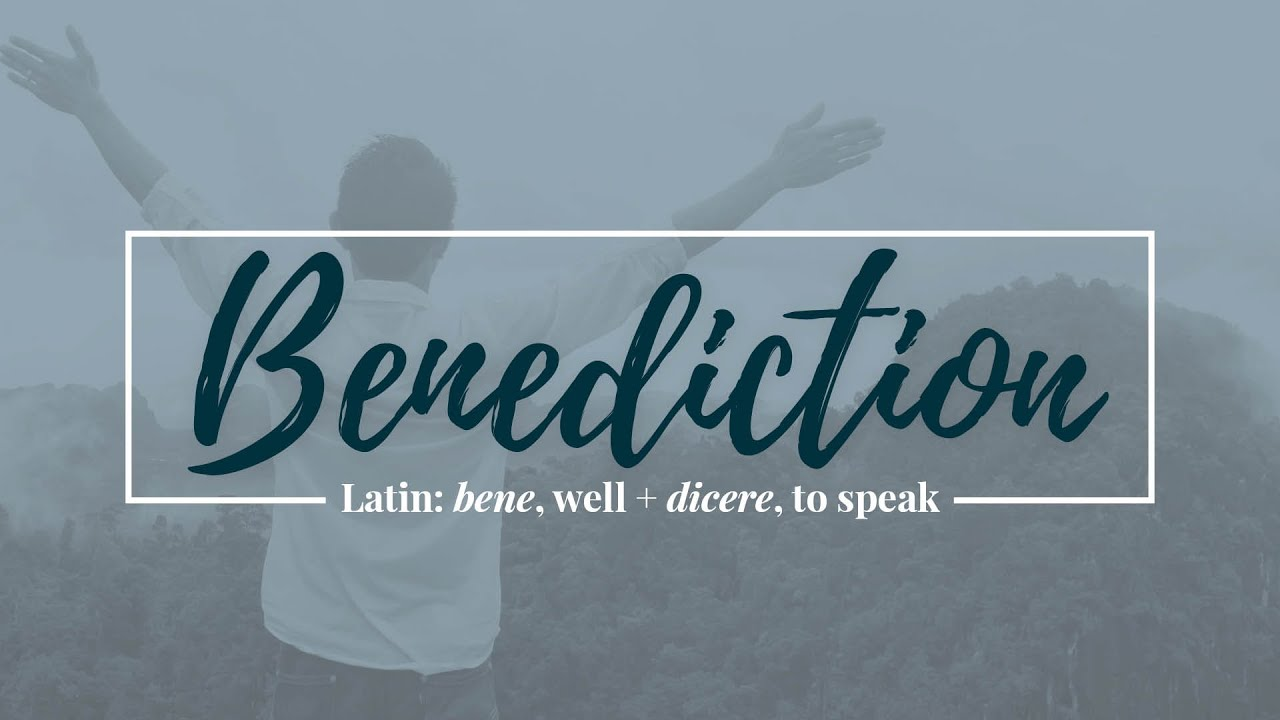 Benediction
Latin: bene, well + dicere, to speak